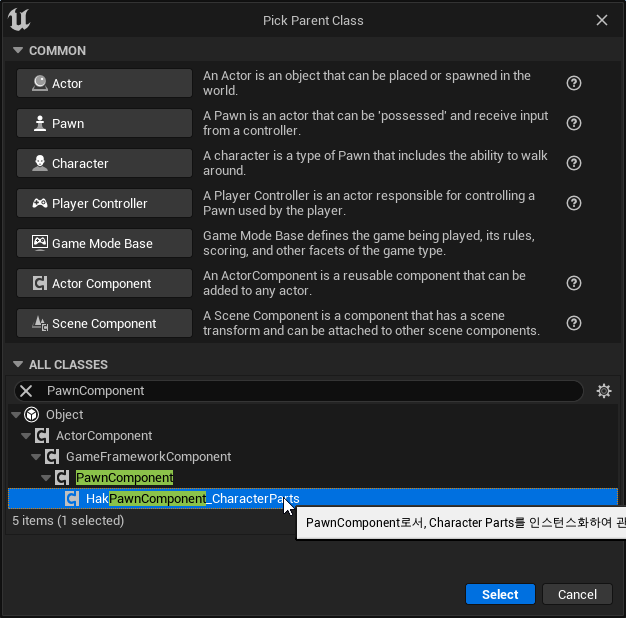 Pick Parent Class
COMMON
Actor
An Actor is an object that can be placed or spawned in the
world.
Pawn
A Pawn is an actor that can be 'possessed' and receive input
from a controller.
Character
A character is a type of Pawn that includes the ability to walk
around.
Player Controller
A Player Controller is an actor responsible for controlling a
Pawn used by the player.
Game Mode Base
Game Mode Base defines the game being played, its rules,
scoring, and other facets of the game type.
Actor Component
An ActorComponent is a reusable component that can be
added to any actor.
Scene Component
A Scene Component is a component that has a scene
transform and can be attached to other scene components.
ALL CLASSES
PawnComponent
Object
ActorComponent
GameFrameworkComponent
PawnComponent
HakPawnComponent_CharacterParts
5 items (1 selected)
PawnComponent로서, Character Parts를 인스턴스화하여 관
Select
Cancel